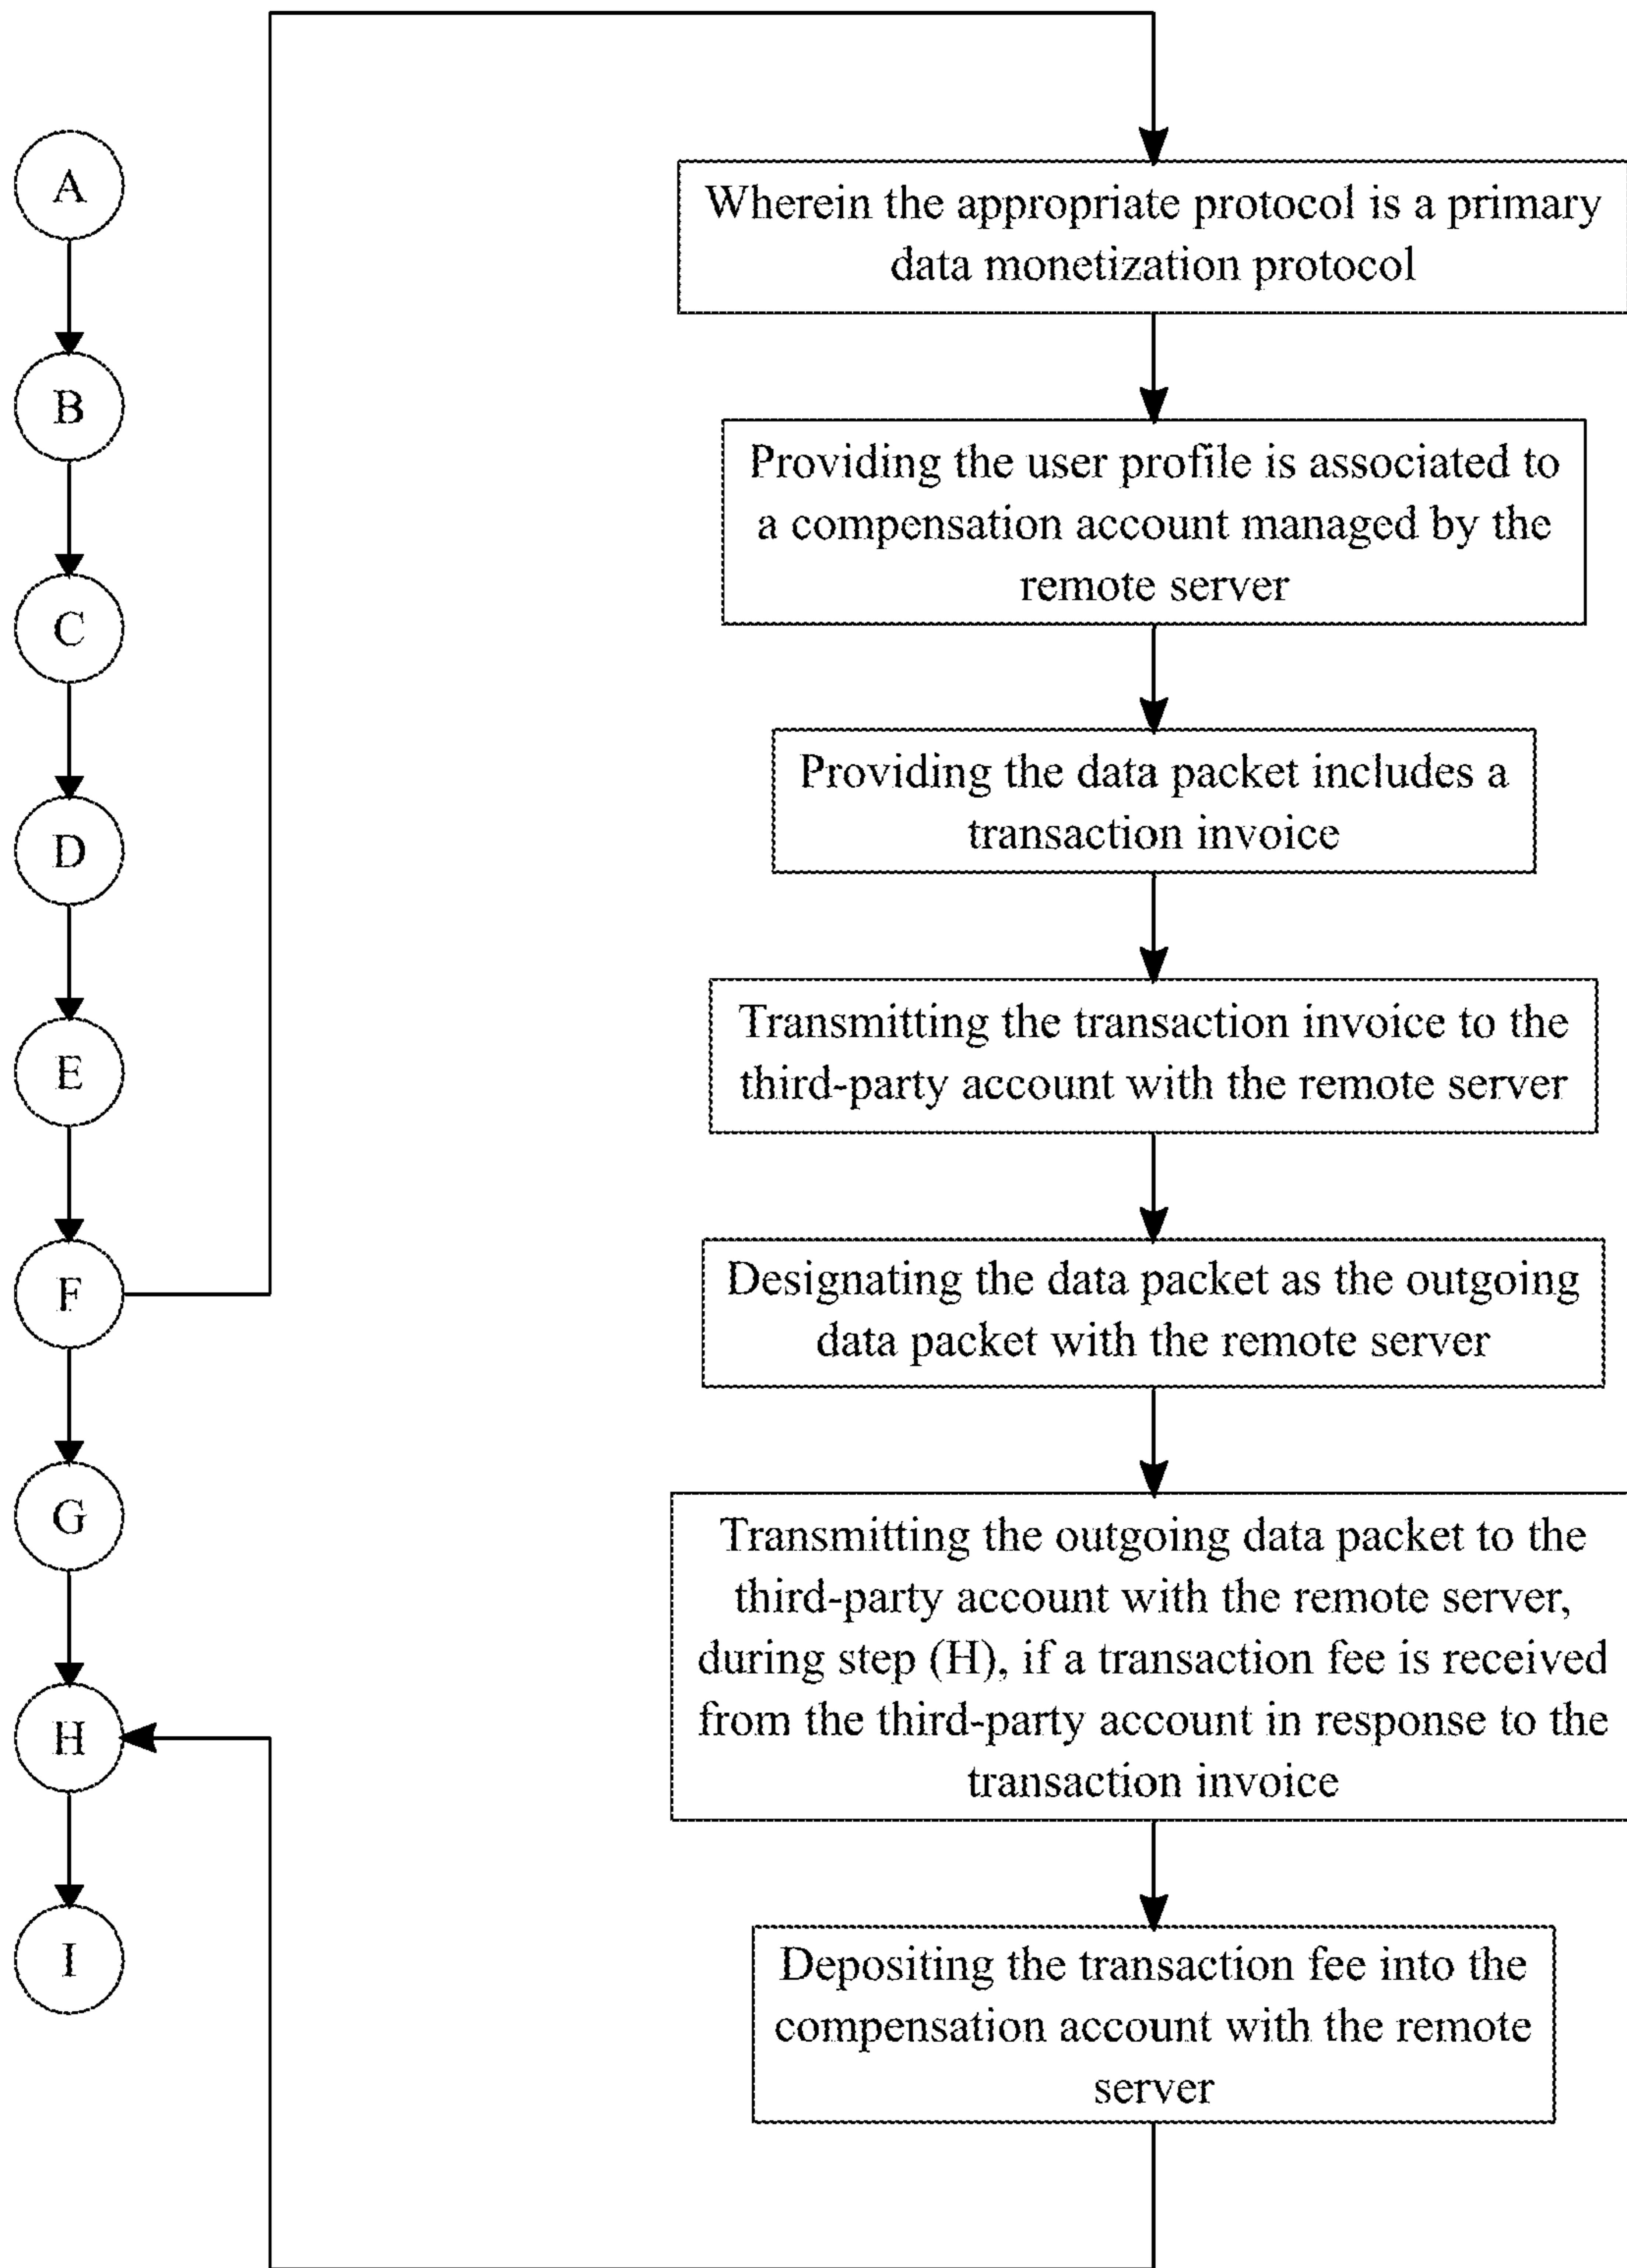 A
B
C
D
E
F
G
H
I
Wherein the appropriate protocol is a primary
data monetization protocol
Providing the user profile is associated to
a compensation account managed by the
remote server
Providing the data packet includes a
transaction invoice
Transmitting the transaction invoice to the
third-party account with the remote server
Designating the data packet as the outgoing
data packet with the remote server
Transmitting the outgoing data packet to the
third-party account with the remote server,
during step (H), if a transaction fee is received
from the third-party account in response to the
transaction invoice
Depositing the transaction fee into the
compensation account with the remote
server